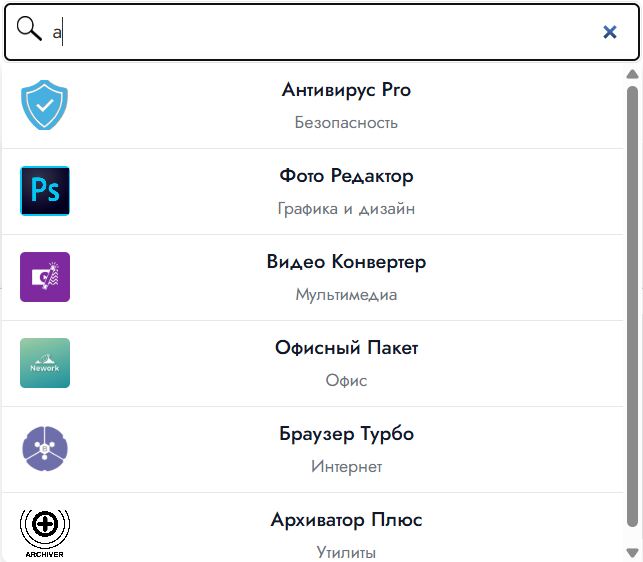 а
Антивирус Pro
Безопасность
Ps
Фото Редактор
Графика и дизайн
Видео Конвертер
Мультимедиа
Nework
Офисный Пакет
Офис
Браузер Турбо
Интернет
ARCHIVER
Архиватор Плюс
Утилиты